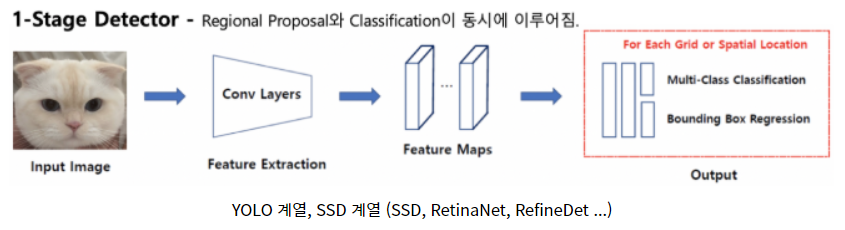 1-Stage Detector - Regional Proposal와 Classification이 동시에 이루어짐.
For Each Grid or Spatial Location
Conv Layers
...
Multi-Class Classification
Bounding Box Regression
Input Image
Feature Extraction
Feature Maps
Output
YOLO 계열, SSD 계열 (SSD, RetinaNet, RefineDet ...)